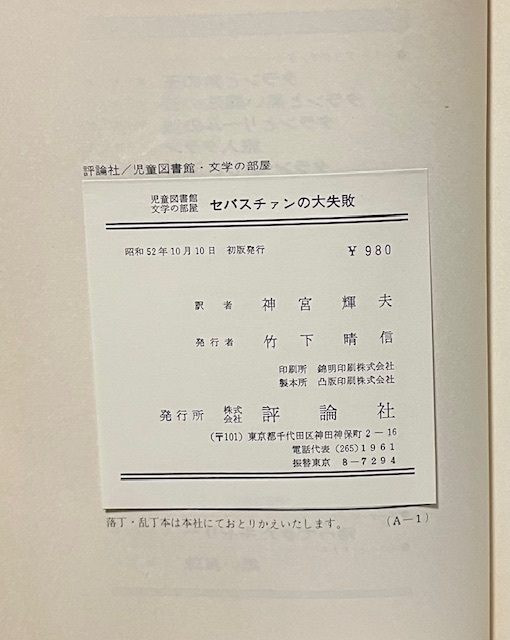 評論社/児童図書館・文学の部屋
児童図書館
文学の部屋 セバスチァンの大失敗
昭和52年10月10日 初版発行 ¥980
訳者 神宮輝夫
発行者 竹下晴信
印刷所 錦明印刷株式会社
製本所 凸版印刷株式会社
発行所 株式会社 評論社
(〒101) 東京都千代田区神田神保町2-16
電話代表 (265) 1961
振替東京 8-7294
落丁・乱丁本は本社にておとりかえいたします。 (A-1)